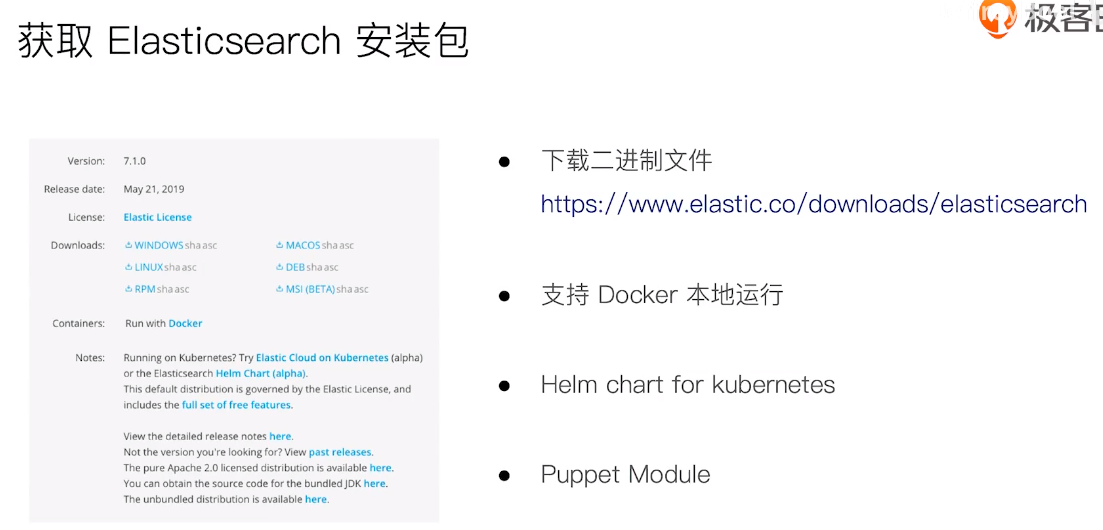 获取 Elasticsearch 安装包
极客
Version: 7.1.0
Release date: May 21, 2019
License: Elastic License
Downloads: WINDOWS sha asc MACOS sha asc
LINUX sha asc DEB sha asc
RPM sha asc MSI (BETA) sha asc
Containers: Run with Docker
Notes: Running on Kubernetes? Try Elastic Cloud on Kubernetes (alpha)
or the Elasticsearch Helm Chart (alpha).
This default distribution is governed by the Elastic License, and
includes the full set of free features.
View the detailed release notes here.
Not the version you're looking for? View past releases.
The pure Apache 2.0 licensed distribution is available here.
You can obtain the source code for the bundled JDK here.
The unbundled distribution is available here.
● 下载二进制文件
https://www.elastic.co/downloads/elasticsearch
● 支持 Docker 本地运行
● Helm chart for kubernetes
● Puppet Module